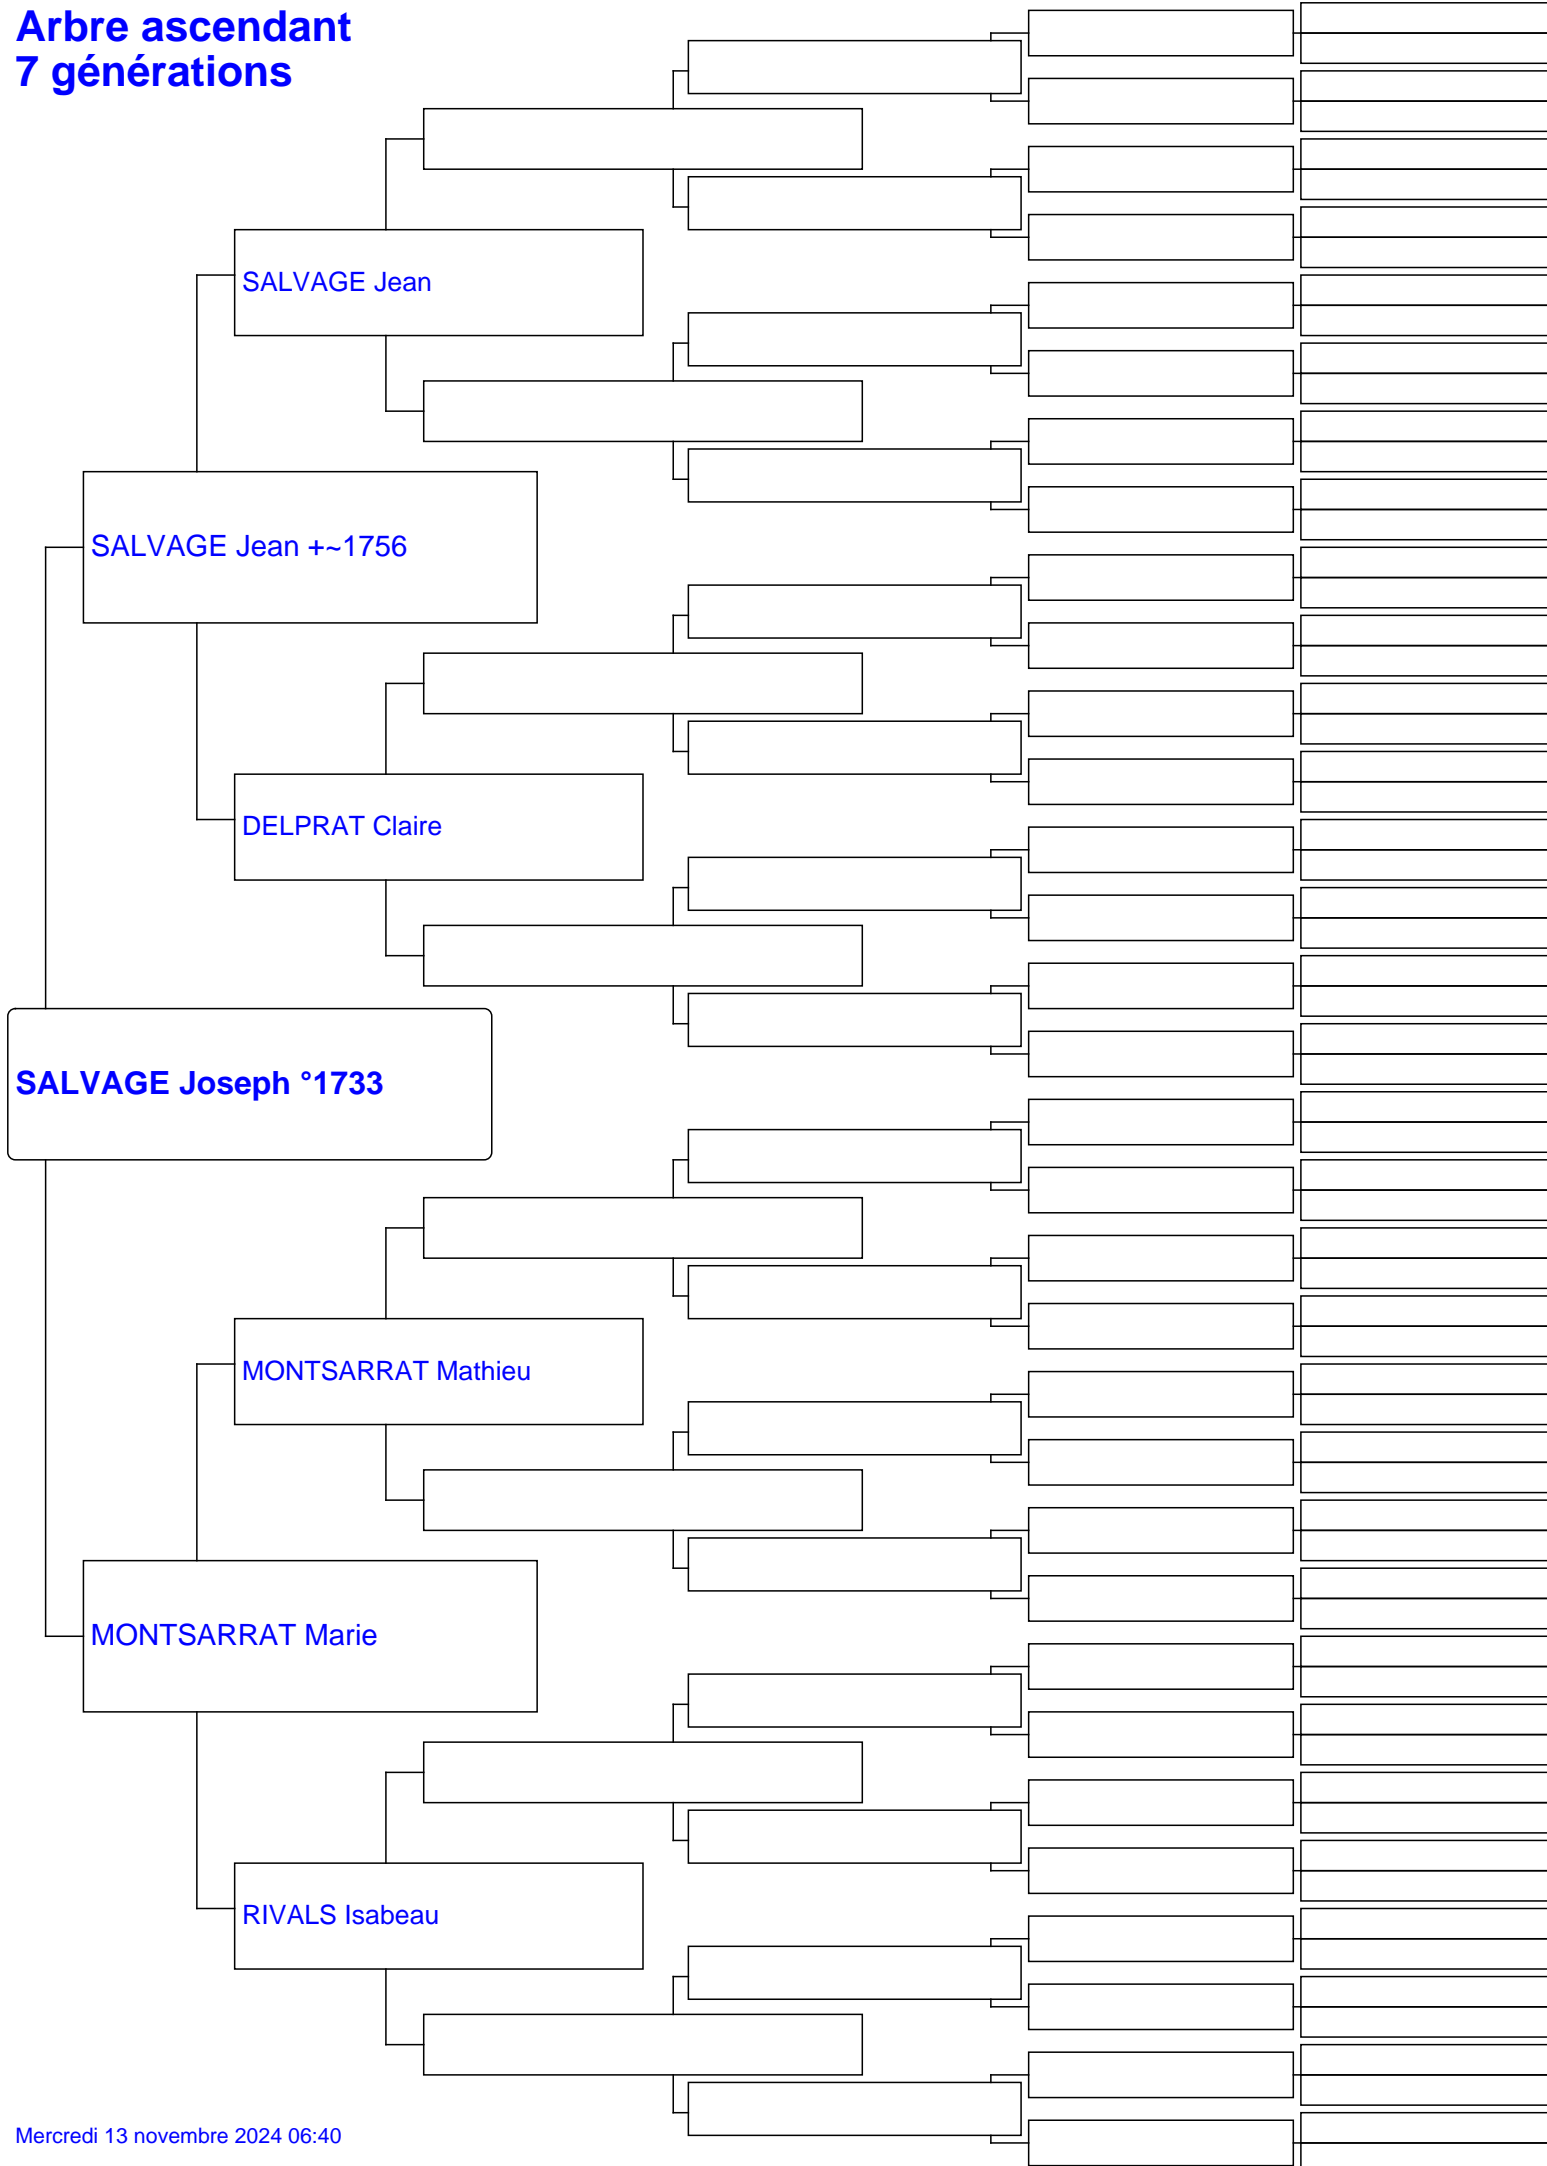 Arbre ascendant
7 générations
SALVAGE Jean
SALVAGE Jean +~1756
DELPRAT Claire
SALVAGE Joseph °1733
MONTSARRAT Mathieu
MONTSARRAT Marie
RIVALS Isabeau
Mercredi 13 novembre 2024 06:40